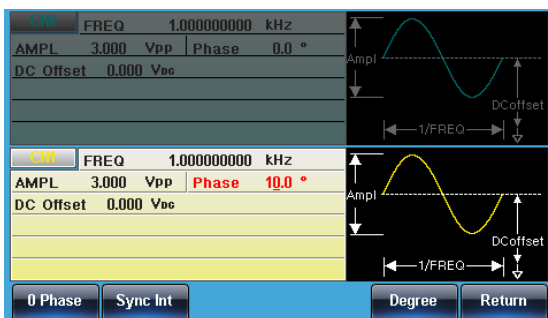 CH2 FREQ 1.000000000 kHz
AMPL 3.000 Vpp Phase 0.0 °
DC Offset 0.000 VDC
Ampl
DCoffset
1/FREQ
CH1 FREQ 1.000000000 kHz
AMPL 3.000 Vpp Phase 10.0 °
DC Offset 0.000 VDC
Ampl
DCoffset
1/FREQ
0 Phase Sync Int Degree Return